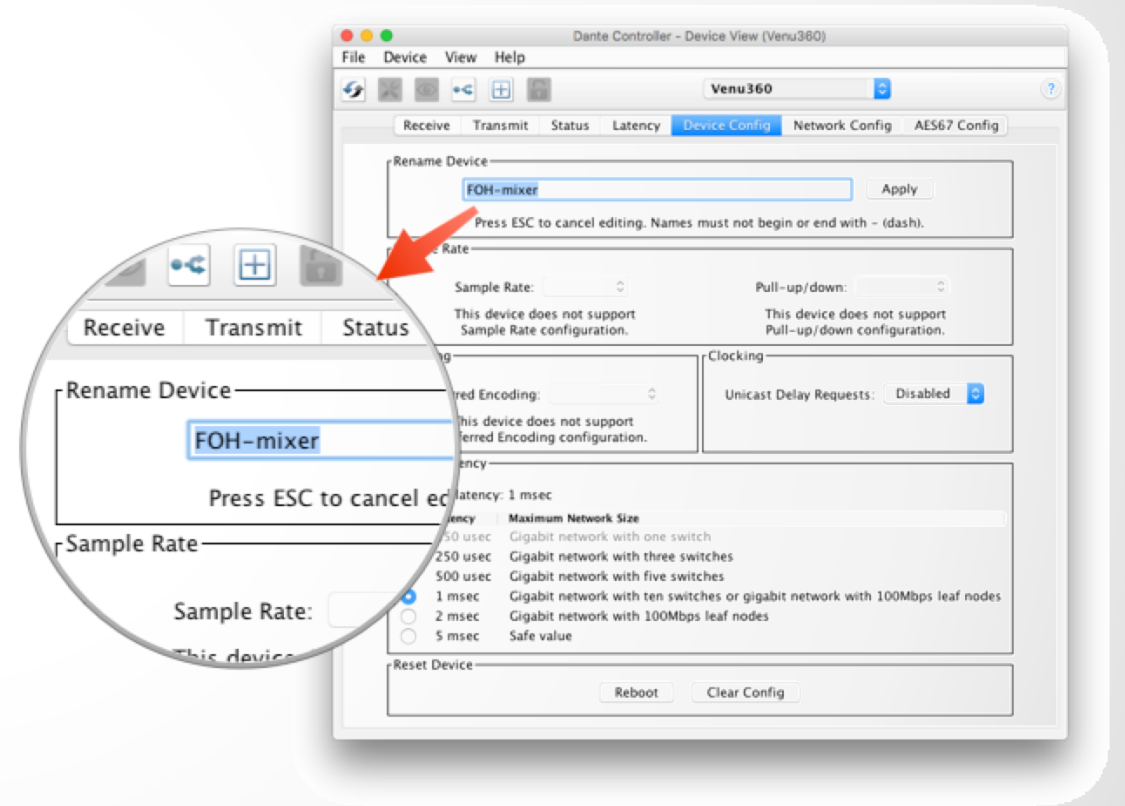 Dante Controller - Device View (Venu360)
File Device View Help
Venu360
?
Receive Transmit Status Latency Device Config Network Config AES67 Config
Rename Device
FOH-mixer
Apply
Press ESC to cancel editing. Names must not begin or end with - (dash).
Rate
Sample Rate:
Pull-up/down:
This device does not support
Sample Rate configuration.
This device does not support
Pull-up/down configuration.
Clocking
Encoding:
Unicast Delay Requests: Disabled
This device does not support
Encoding configuration.
latency: 1 msec
Maximum Network Size
usec Gigabit network with one switch
250 usec Gigabit network with three switches
500 usec Gigabit network with five switches
1 msec Gigabit network with ten switches or gigabit network with 100Mbps leaf nodes
2 msec Gigabit network with 100Mbps leaf nodes
5 msec Safe value
Reset Device
Reboot Clear Config
Receive Transmit Status
Rename Device
FOH-mixer
Press ESC to cancel ed
Sample Rate
Sample Rate:
This device